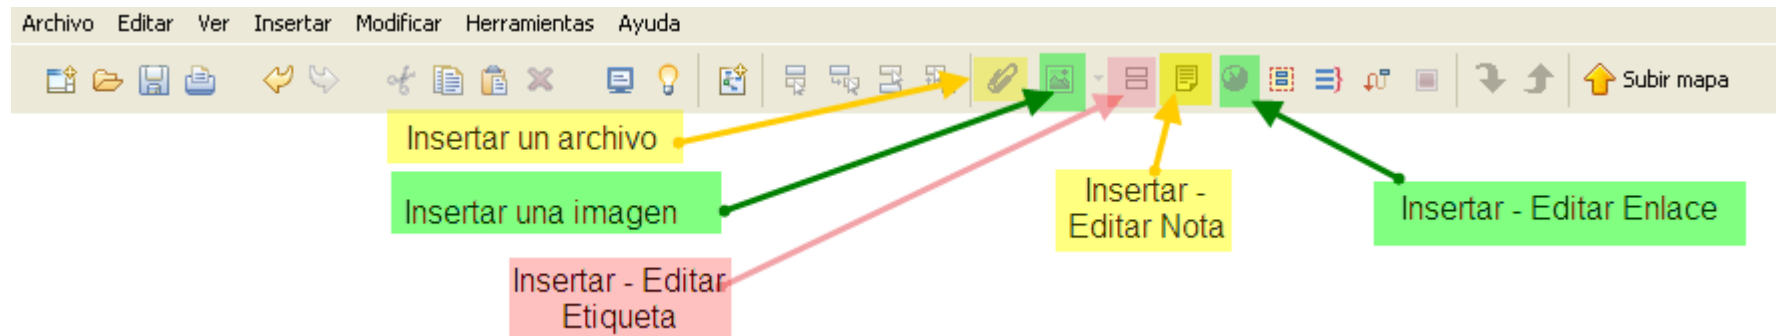 Archivo Editar Ver Insertar Modificar Herramientas Ayuda
Subir mapa
Insertar un archivo
Insertar una imagen
Insertar - Editar
Etiqueta
Insertar -
Editar Nota
Insertar - Editar Enlace